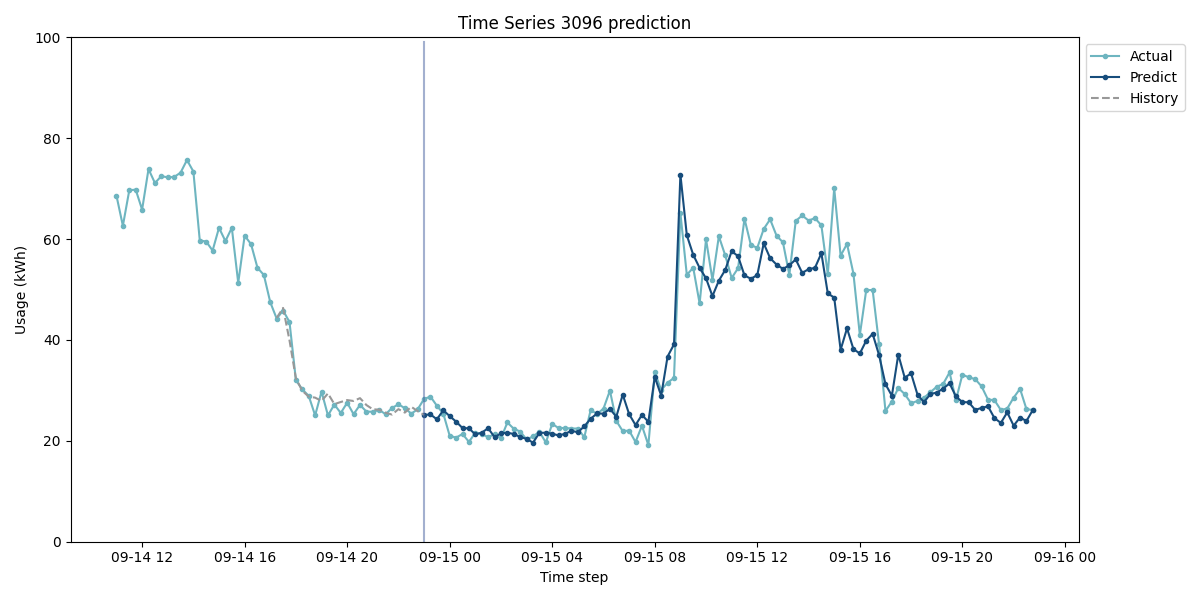 Time Series 3096 prediction
100
80
60
40
20
0
Usage (kWh)
09-14 12
09-14 16
09-14 20
09-15 00
09-15 04
09-15 08
09-15 12
09-15 16
09-15 20
09-16 00
Time step
Actual
Predict
History